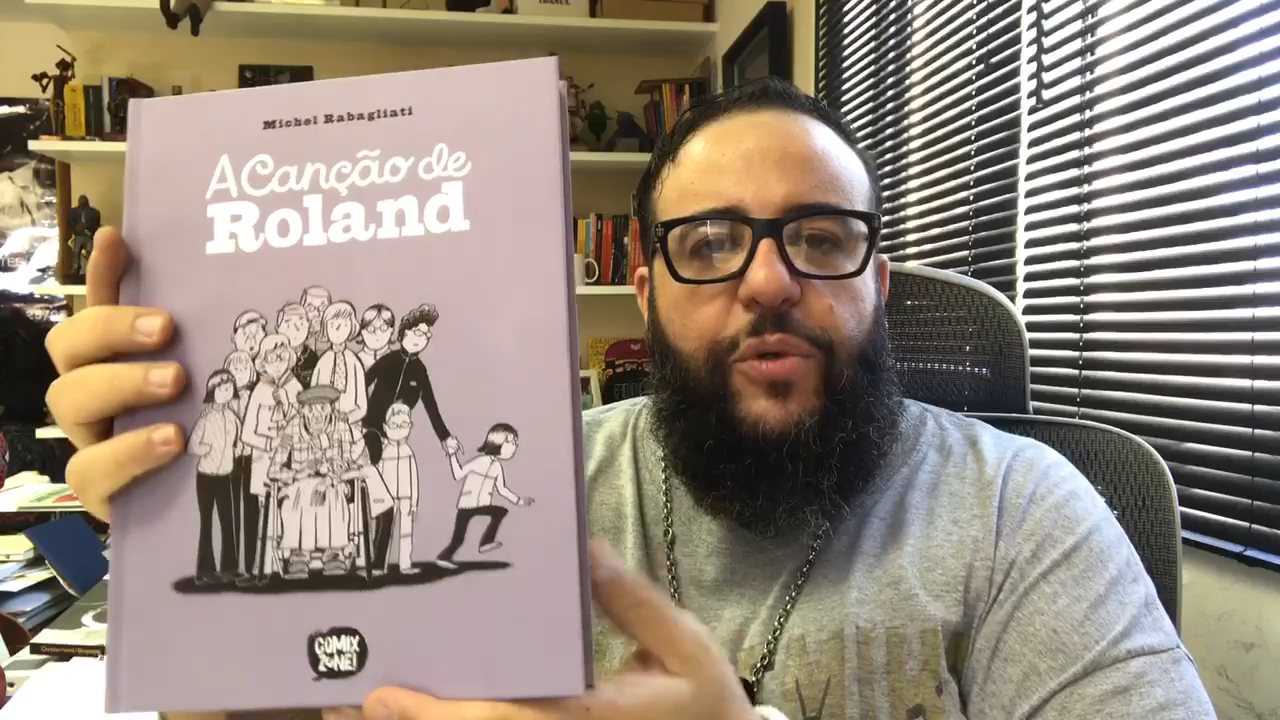 Michel Rabagliati
A Canção de
Roland
COMIX
ZONE!